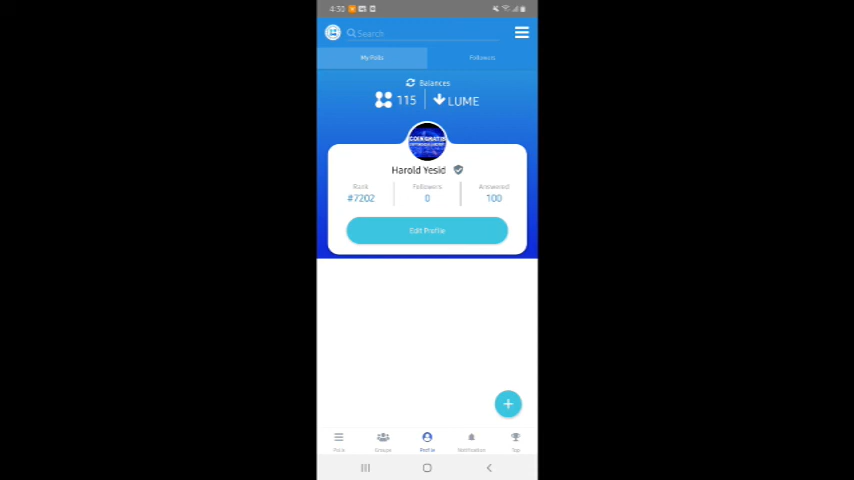 4:30
Search
My Polls
Followers
Balances
115
LUME
COINGRATIS
Harold Yesid
Rank
Followers
Answered
#7202
0
100
Edit Profile
+
Polls
Groups
Profile
Notification
Top